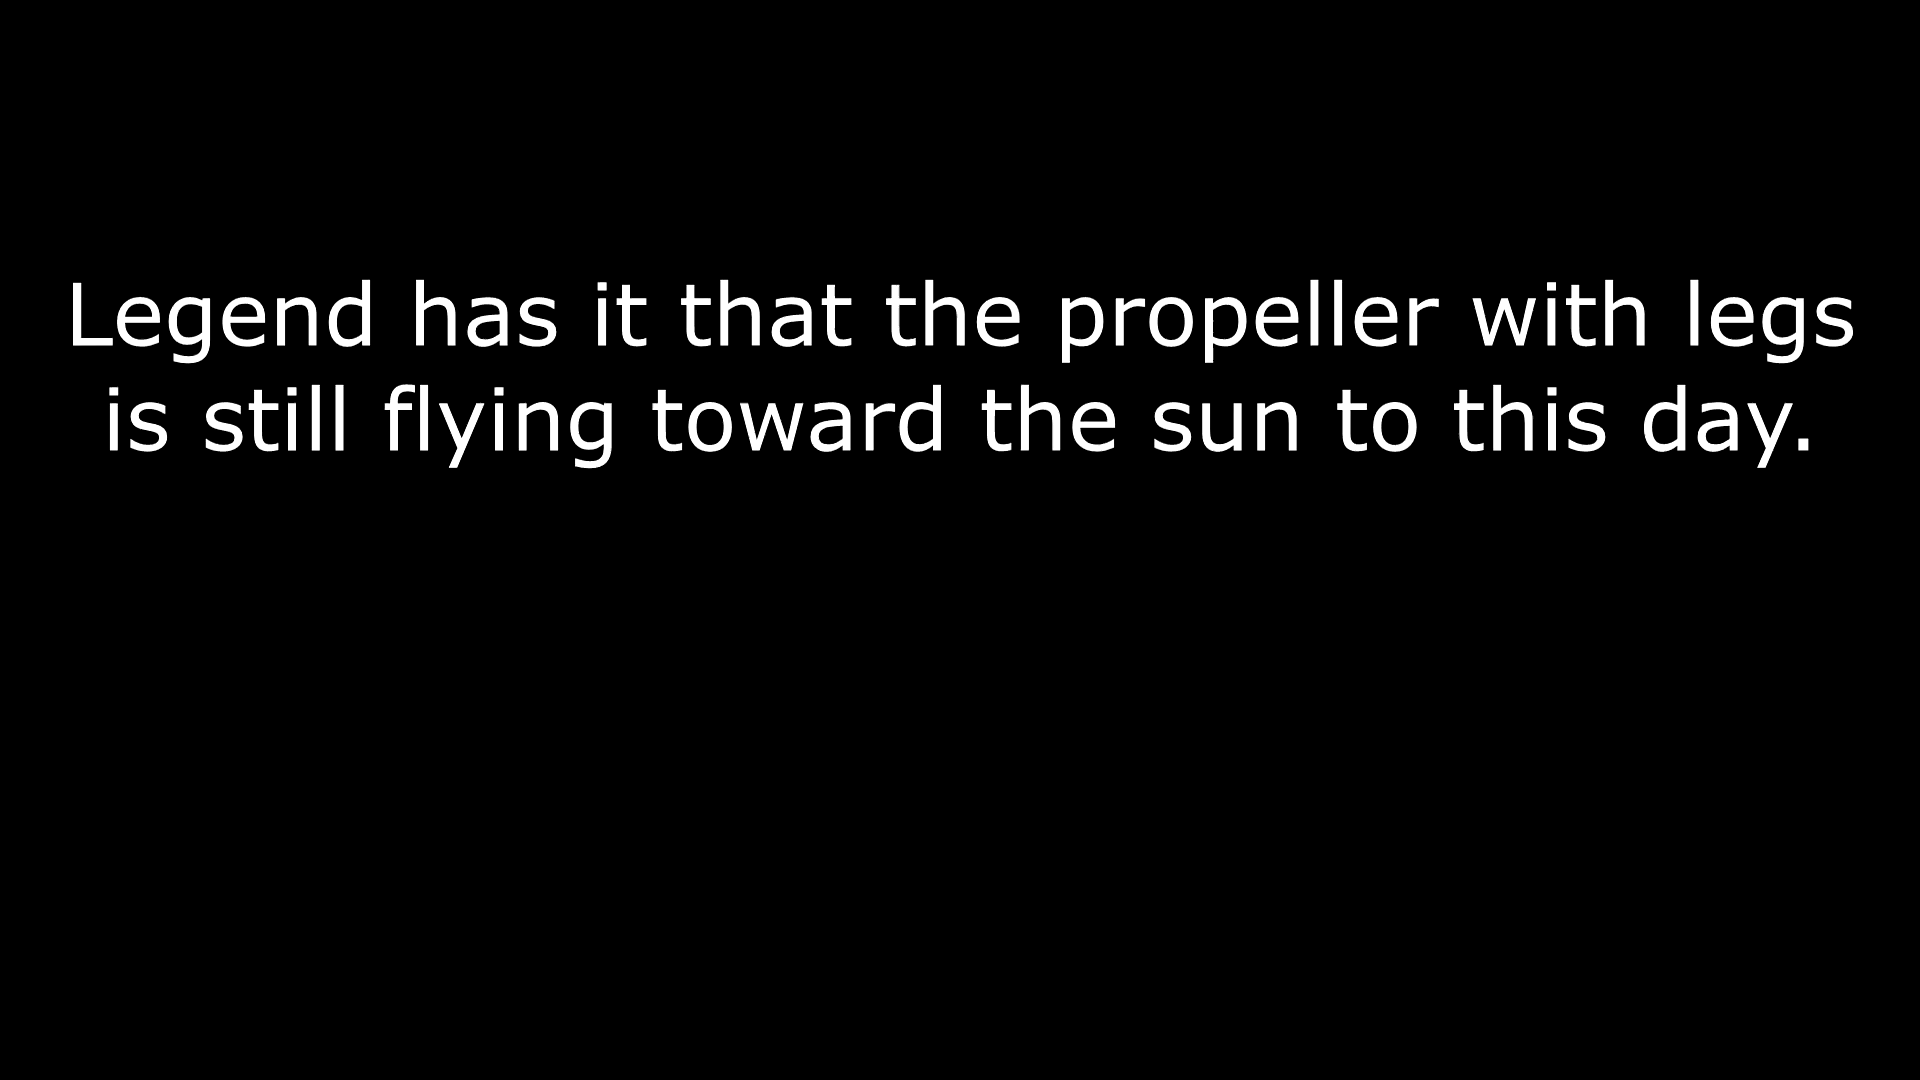 Legend has it that the propeller with legs
is still flying toward the sun to this day.